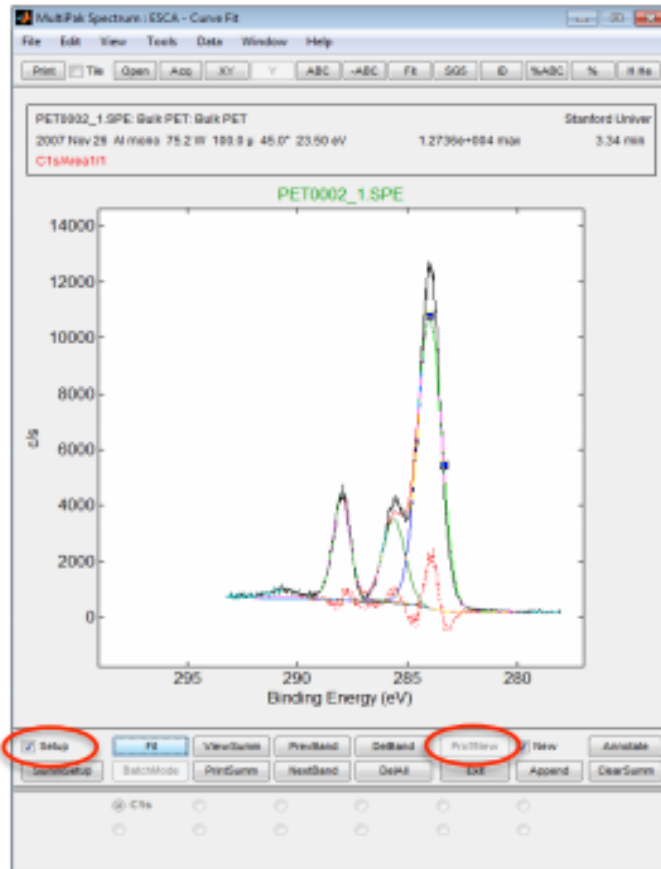 MultiPak Spectrum : ESCA - Curve Fit
File Edit View Tools Data Window Help
Print Tile Open Acq XY Y ABC -ABC Fit SGS ID %ABC %
PET0002_1.SPE: Bulk PET: Bulk PET Stanford Univer
2007 Nov 26 Al mono 75.2 W 100.0 µ 45.0° 23.50 eV 1.2736e+004 max 3.34 min
C1s/Area1/1
PET0002_1.SPE
14000
12000
10000
8000
6000
4000
2000
0
c/s
295 290 285 280
Binding Energy (eV)
Setup Fit ViewSumm PrevBand DelBand New Annotate
SummSetup BatchMode PrintSumm NextBand DelAll Exit Append ClearSumm
C1s